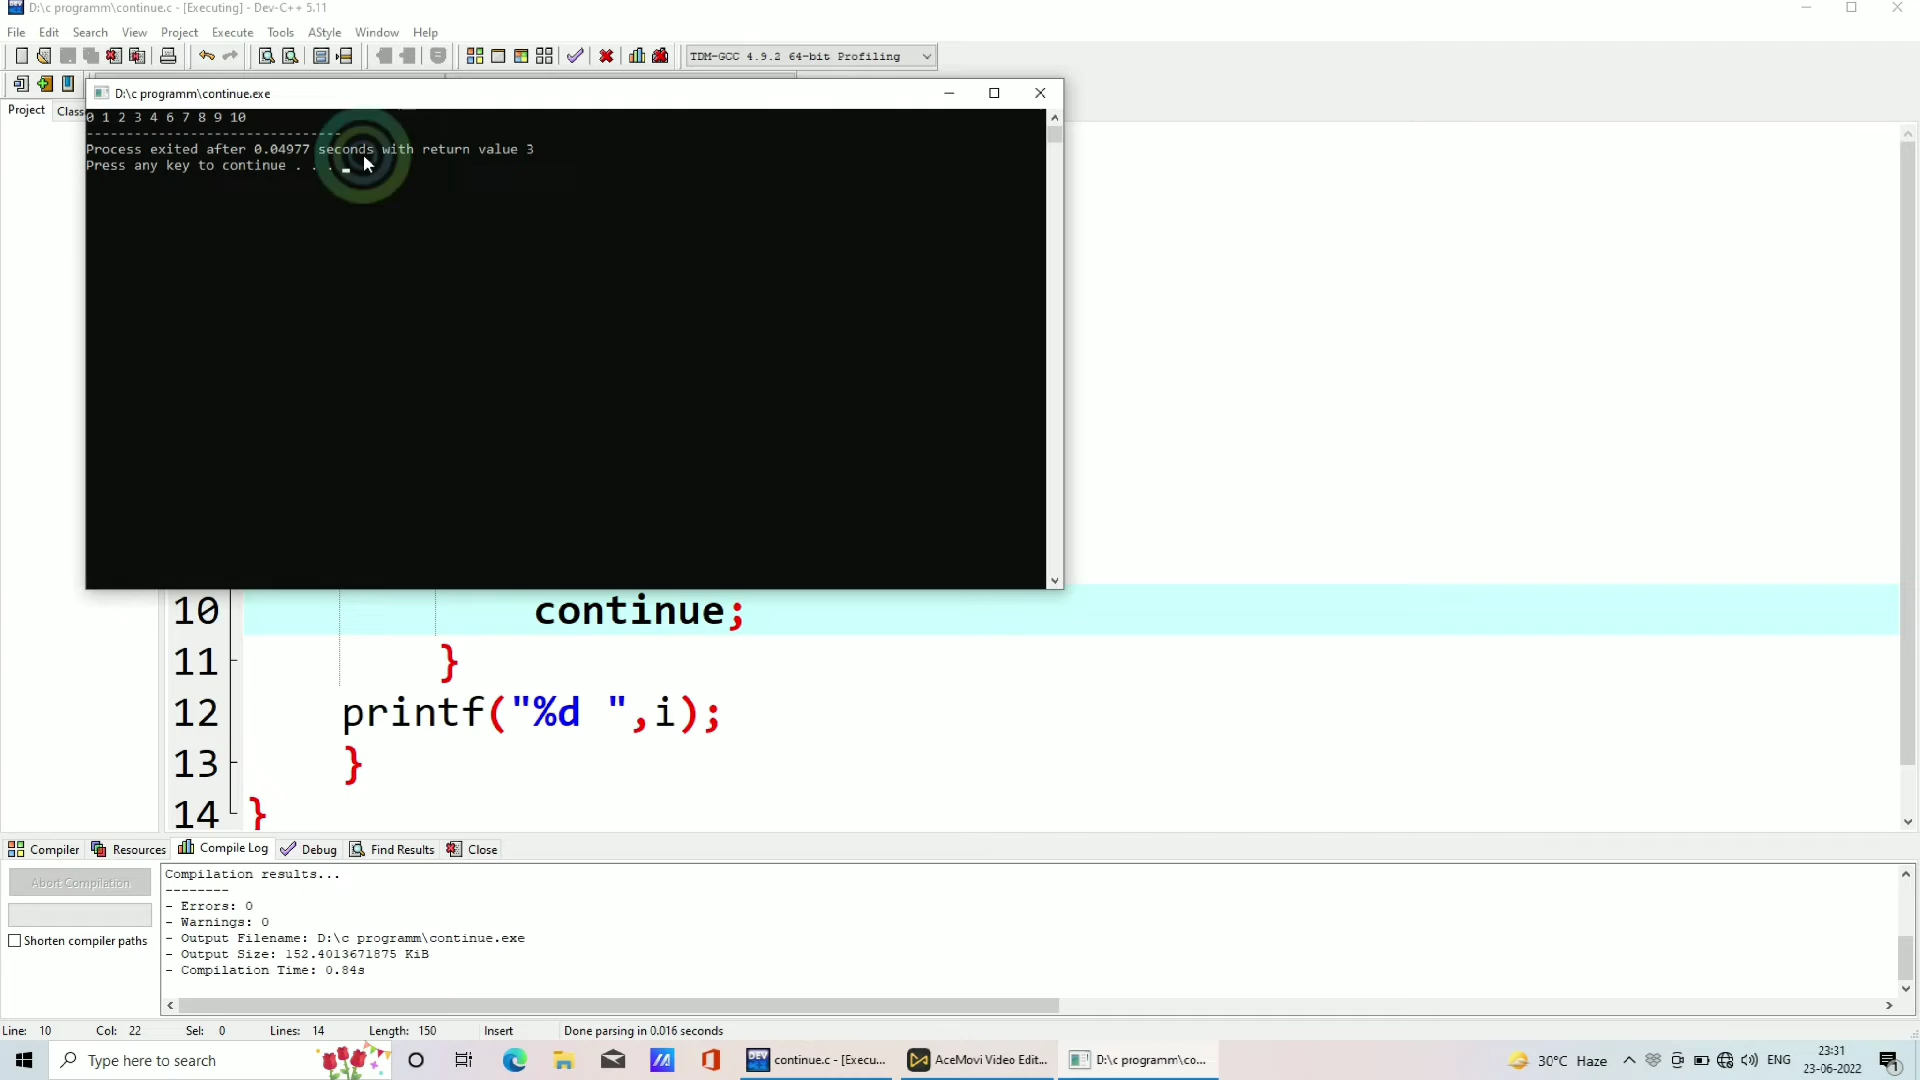 D:\c programm\continue.c - [Executing] - Dev-C++ 5.11
File Edit Search View Project Execute Tools AStyle Window Help
TDM-GCC 4.9.2 64-bit Profiling
D:\c programm\continue.exe
Project Class
0 1 2 3 4 6 7 8 9 10
--------------------------------
Process exited after 0.04977 seconds with return value 3
Press any key to continue . . .
10 continue;
11 }
12 printf("%d ",i);
13 }
14 }
Compiler Resources Compile Log Debug Find Results Close
Abort Compilation
Shorten compiler paths
Compilation results...
--------
- Errors: 0
- Warnings: 0
- Output Filename: D:\c programm\continue.exe
- Output Size: 152.4013671875 KiB
- Compilation Time: 0.84s
Line: 10 Col: 22 Sel: 0 Lines: 14 Length: 150 Insert Done parsing in 0.016 seconds
Type here to search
DEV
continue.c - [Execu...
AceMovi Video Edit...
D:\c programm\co...
30°C Haze
ENG
23:31
23-06-2022
1